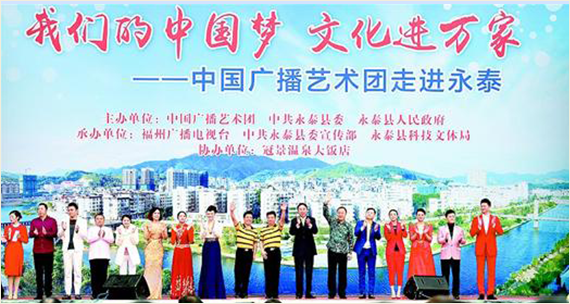 我们的中国梦 文化进万家
——中国广播艺术团走进永泰
主办单位：中国广播艺术团 中共永泰县委 永泰县人民政府
承办单位：福州广播电视台 中共永泰县委宣传部 永泰县科技文体局
协办单位：冠景温泉大饭店